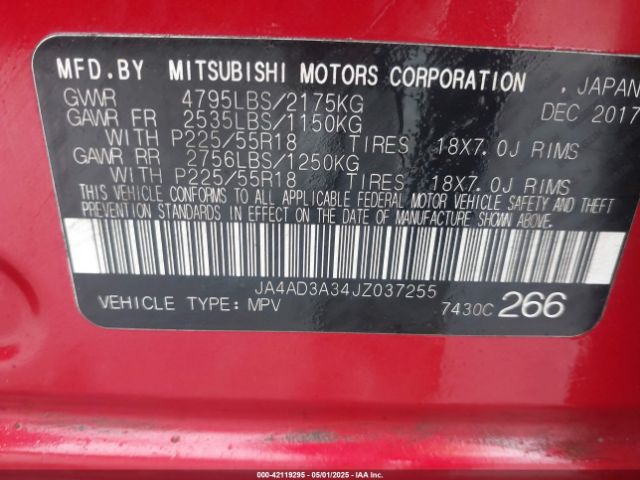 MFD.BY MITSUBISHI MOTORS CORPORATION , JAPAN
GVWR 4795LBS/2175KG DEC 2017
GAWR FR 2535LBS/1150KG
WITH P225/55R18 TIRES 18X7.0J RIMS
GAWR RR 2756LBS/1250KG
WITH P225/55R18 TIRES 18X7.0J RIMS
THIS VEHICLE CONFORMS TO ALL APPLICABLE FEDERAL MOTOR VEHICLE SAFETY AND THEFT
PREVENTION STANDARDS IN EFFECT ON THE DATE OF MANUFACTURE SHOWN ABOVE.
JA4AD3A34JZ037255
VEHICLE TYPE: MPV 7430C 266
000-42119295 - 05/01/2025 - IAA Inc.